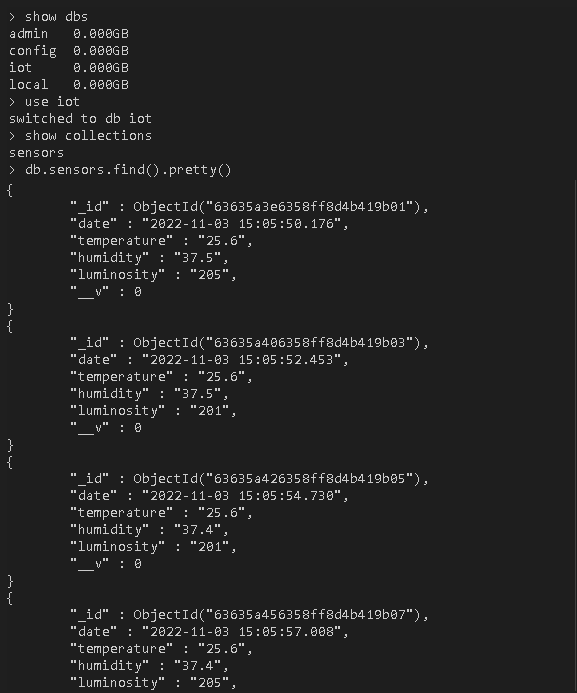 > show dbs
admin   0.000GB
config  0.000GB
iot     0.000GB
local   0.000GB
> use iot
switched to db iot
> show collections
sensors
> db.sensors.find().pretty()
{
        "_id" : ObjectId("63635a3e6358ff8d4b419b01"),
        "date" : "2022-11-03 15:05:50.176",
        "temperature" : "25.6",
        "humidity" : "37.5",
        "luminosity" : "205",
        "__v" : 0
}
{
        "_id" : ObjectId("63635a406358ff8d4b419b03"),
        "date" : "2022-11-03 15:05:52.453",
        "temperature" : "25.6",
        "humidity" : "37.5",
        "luminosity" : "201",
        "__v" : 0
}
{
        "_id" : ObjectId("63635a426358ff8d4b419b05"),
        "date" : "2022-11-03 15:05:54.730",
        "temperature" : "25.6",
        "humidity" : "37.4",
        "luminosity" : "201",
        "__v" : 0
}
{
        "_id" : ObjectId("63635a456358ff8d4b419b07"),
        "date" : "2022-11-03 15:05:57.008",
        "temperature" : "25.6",
        "humidity" : "37.4",
        "luminosity" : "205",